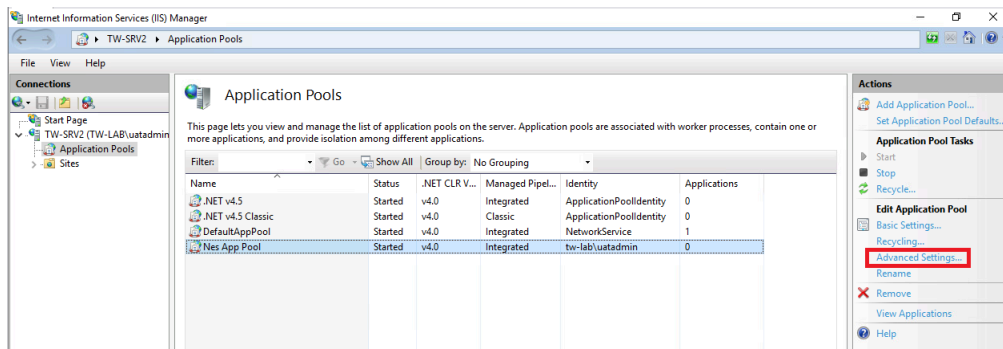 Internet Information Services (IIS) Manager
TW-SRV2 Application Pools
File View Help
Connections
Start Page
TW-SRV2 (TW-LAB\uatadmin
Application Pools
Sites
Application Pools
This page lets you view and manage the list of application pools on the server. Application pools are associated with worker processes, contain one or
more applications, and provide isolation among different applications.
Filter: Go Show All Group by: No Grouping
Name Status .NET CLR V... Managed Pipel... Identity Applications
.NET v4.5 Started v4.0 Integrated ApplicationPoolIdentity 0
.NET v4.5 Classic Started v4.0 Classic ApplicationPoolIdentity 0
DefaultAppPool Started v4.0 Integrated NetworkService 1
Nes App Pool Started v4.0 Integrated tw-lab\uatadmin 0
Actions
Add Application Pool...
Set Application Pool Defaults...
Application Pool Tasks
Start
Stop
Recycle...
Edit Application Pool
Basic Settings...
Recycling...
Advanced Settings...
Rename
Remove
View Applications
Help